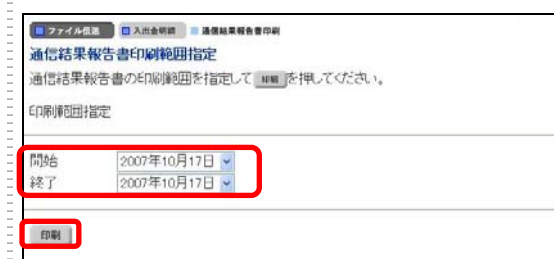 ファイル伝送 入出金明細 通信結果報告書印刷
通信結果報告書印刷範囲指定
通信結果報告書の印刷範囲を指定して 印刷 を押してください。
印刷範囲指定
開始 2007年10月17日
終了 2007年10月17日
印刷